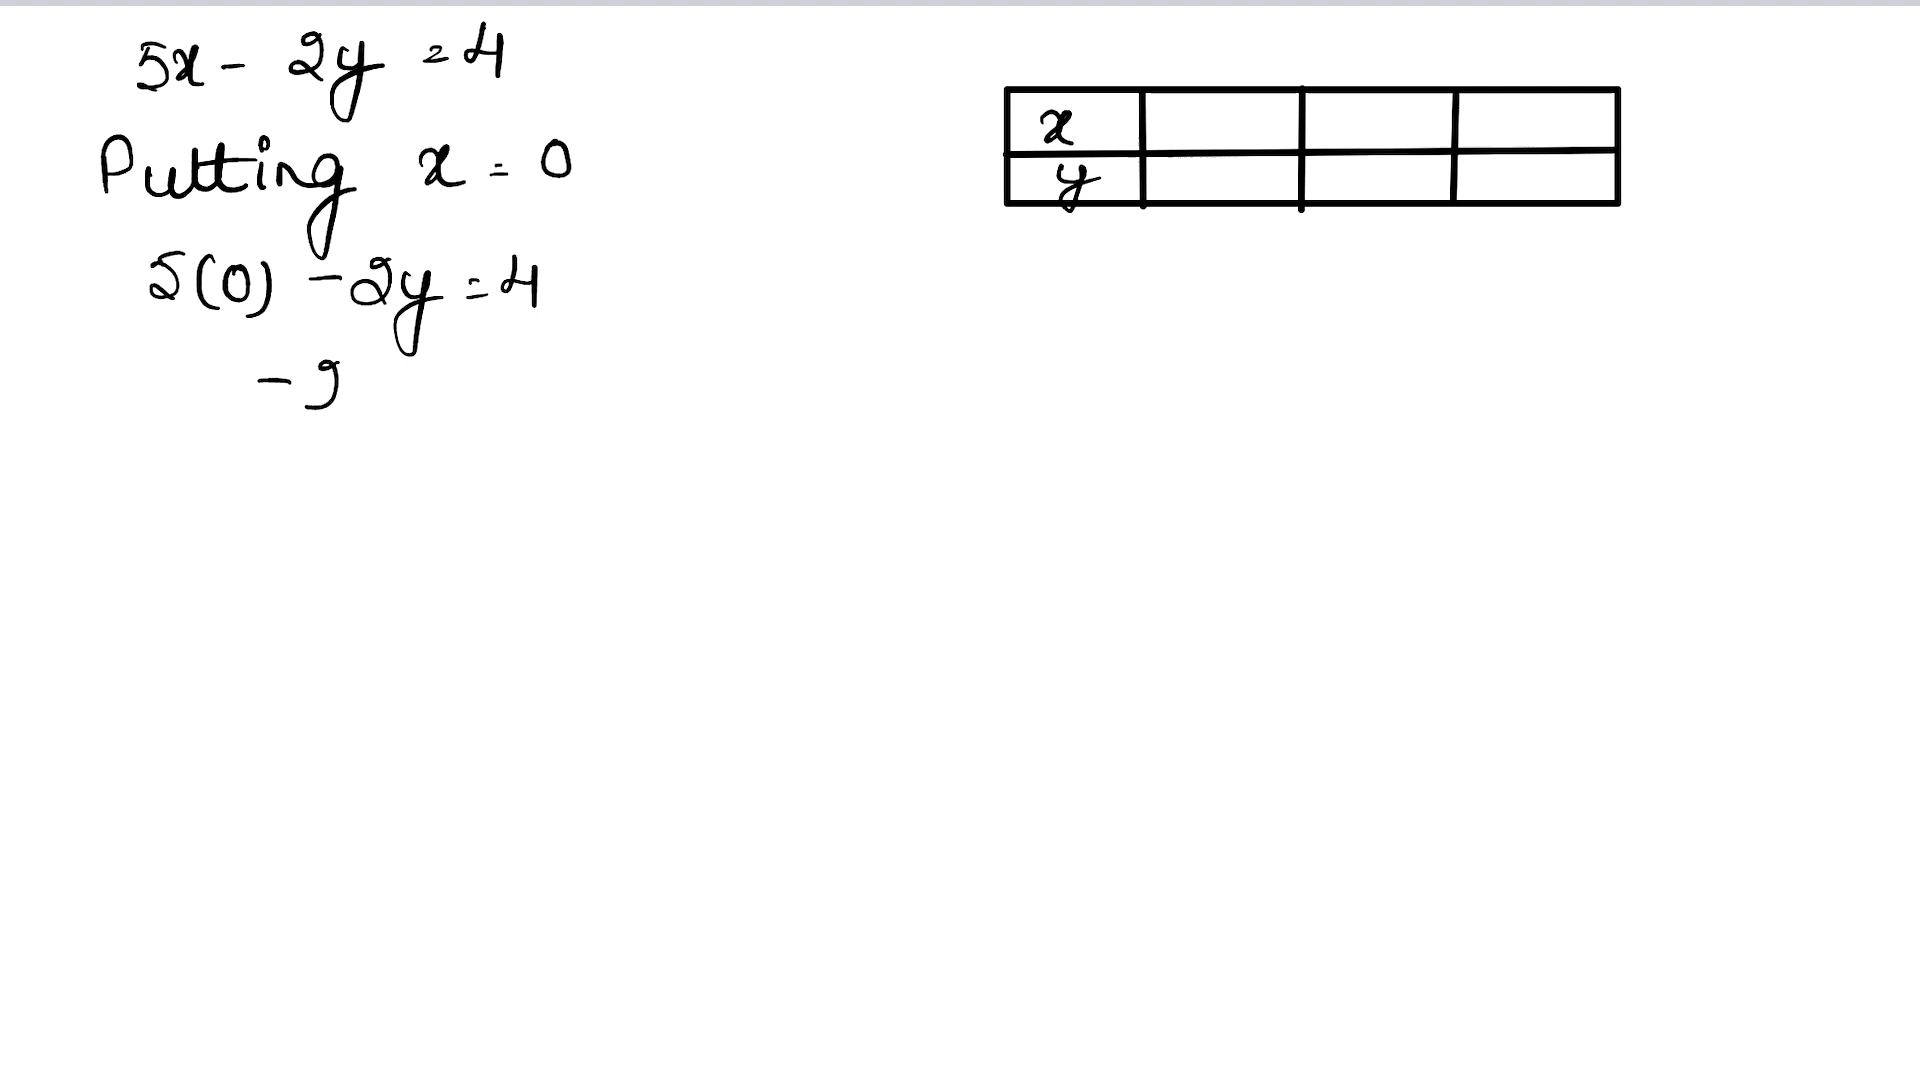 5x - 2y = 4
Putting x = 0
5(0) - 2y = 4
-
x
y